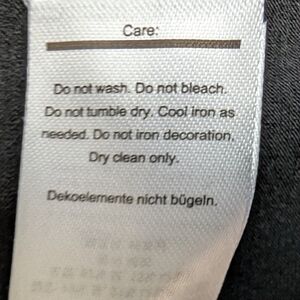 Care:
Do not wash. Do not bleach.
Do not tumble dry. Cool iron as
needed. Do not iron decoration.
Dry clean only.
Dekoelemente nicht bügeln.